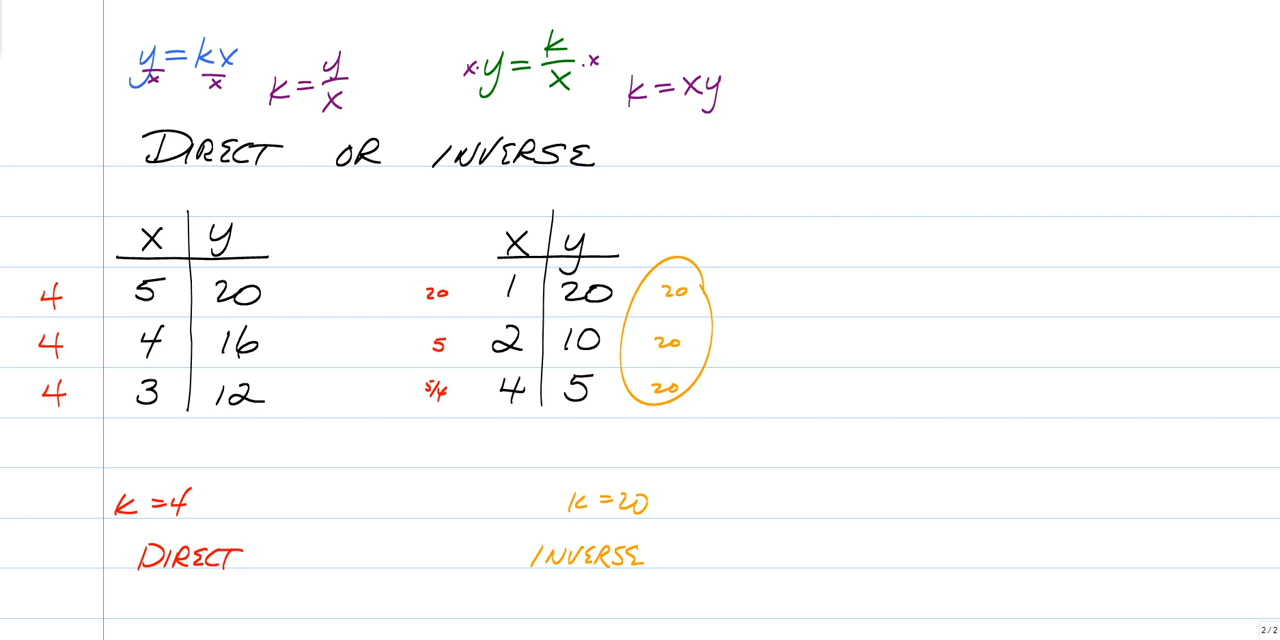 y/x = kx/x   k = y/x   x·y = k/x·x   k = xy
DIRECT OR INVERSE
x y   x y
4 5 20   20 1 20 20
4 4 16   5 2 10 20
4 3 12   5/4 4 5 20
k = 4   k = 20
DIRECT   INVERSE
2 / 2